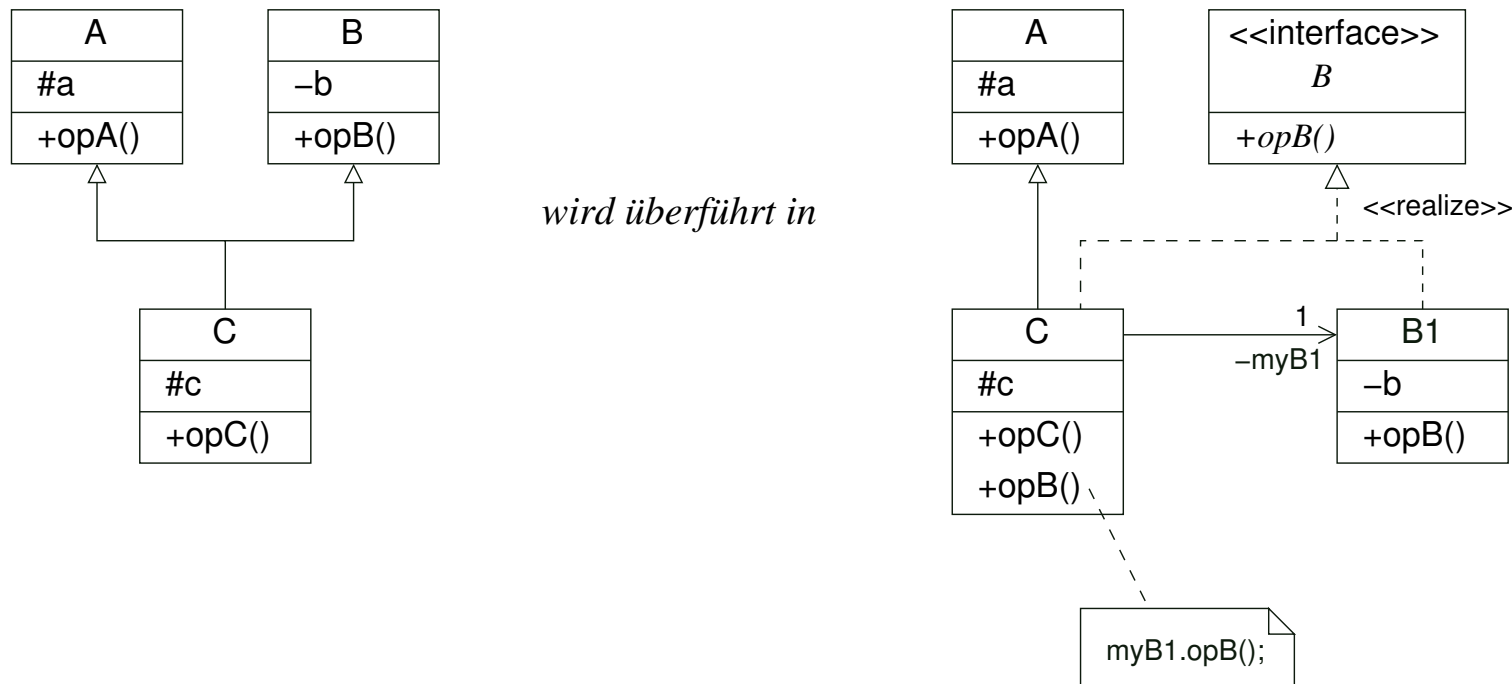 A
#a
+opA()
B
−b
+opB()
C
#c
+opC()
wird überführt in
A
#a
+opA()
<<interface>>
B
+opB()
<<realize>>
C
#c
+opC()
+opB()
1
−myB1
B1
−b
+opB()
myB1.opB();